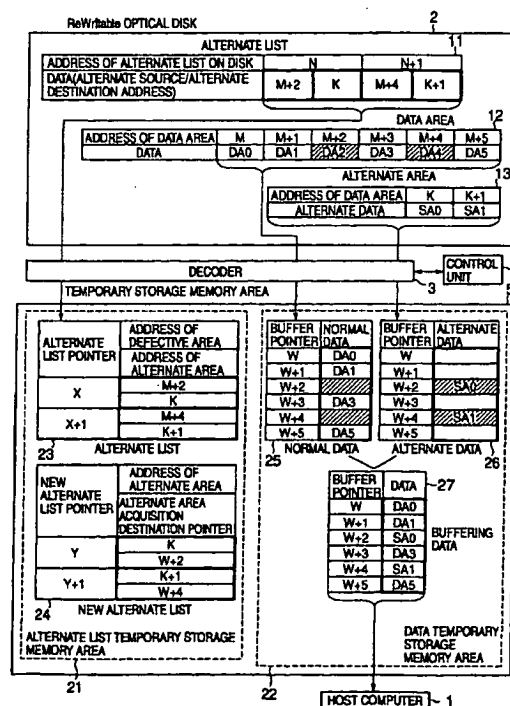 ReWritable OPTICAL DISK
2
ALTERNATE LIST
11
ADDRESS OF ALTERNATE LIST ON DISK N N+1
DATA(ALTERNATE SOURCE/ALTERNATE DESTINATION ADDRESS) M+2 K M+4 K+1
DATA AREA
12
ADDRESS OF DATA AREA M M+1 M+2 M+3 M+4 M+5
DATA DA0 DA1 DA2 DA3 DA4 DA5
ALTERNATE AREA
13
ADDRESS OF DATA AREA K K+1
ALTERNATE DATA SA0 SA1
DECODER
3
CONTROL UNIT
TEMPORARY STORAGE MEMORY AREA
ALTERNATE LIST POINTER
ADDRESS OF DEFECTIVE AREA
ADDRESS OF ALTERNATE AREA
X M+2
K
X+1 M+4
K+1
23
ALTERNATE LIST
NEW ALTERNATE LIST POINTER
ADDRESS OF ALTERNATE AREA
ALTERNATE AREA ACQUISITION DESTINATION POINTER
Y K
W+2
Y+1 K+1
W+4
24
NEW ALTERNATE LIST
ALTERNATE LIST TEMPORARY STORAGE MEMORY AREA
21
BUFFER POINTER NORMAL DATA
W DA0
W+1 DA1
W+2
W+3 DA3
W+4
W+5 DA5
25
NORMAL DATA
BUFFER POINTER ALTERNATE DATA
W
W+1
W+2 SA0
W+3
W+4 SA1
W+5
26
ALTERNATE DATA
BUFFER POINTER DATA
27
W DA0
W+1 DA1
W+2 SA0
W+3 DA3
W+4 SA1
W+5 DA5
BUFFERING DATA
DATA TEMPORARY STORAGE MEMORY AREA
22
HOST COMPUTER
1